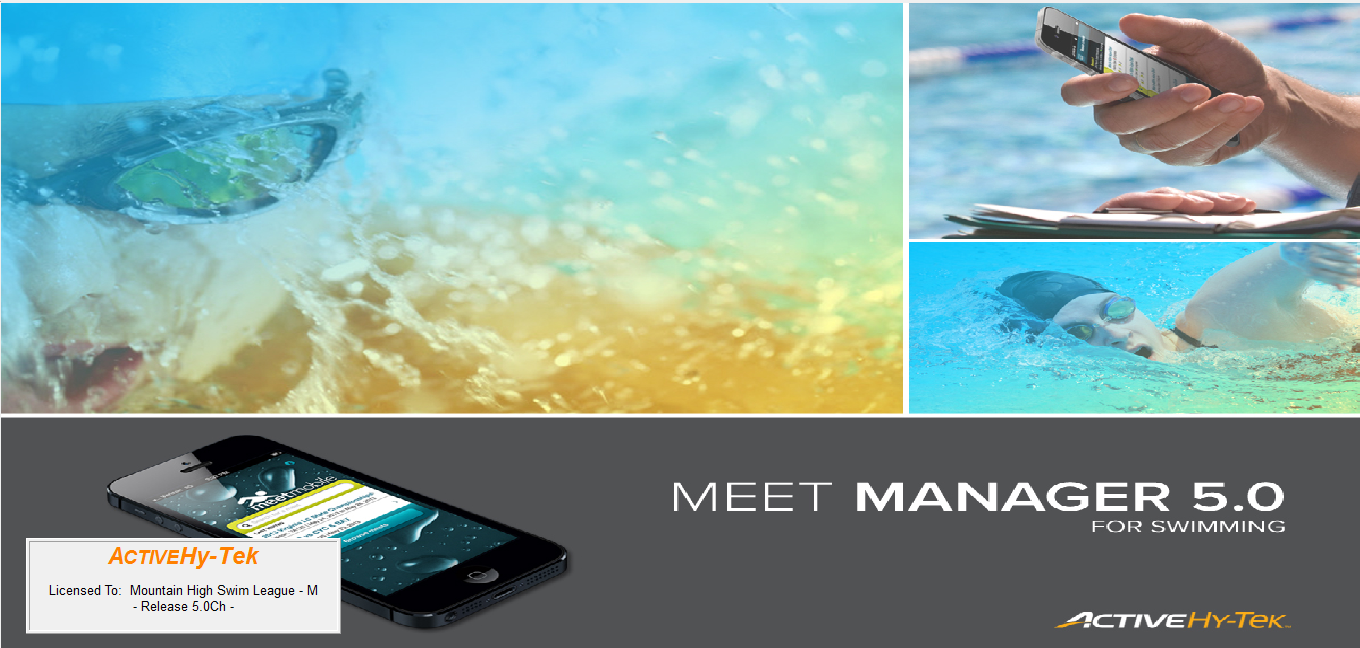 meetmobile
MEET MANAGER 5.0
FOR SWIMMING
ACTIVEHy-Tek
Licensed To:  Mountain High Swim League - M
- Release 5.0Ch -
ACTIVEHY-TEK